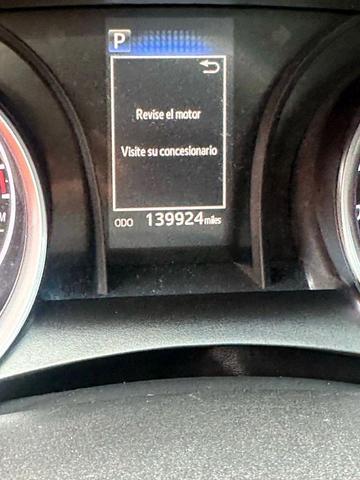 P
Revise el motor
Visite su concesionario
ODO 139924 miles